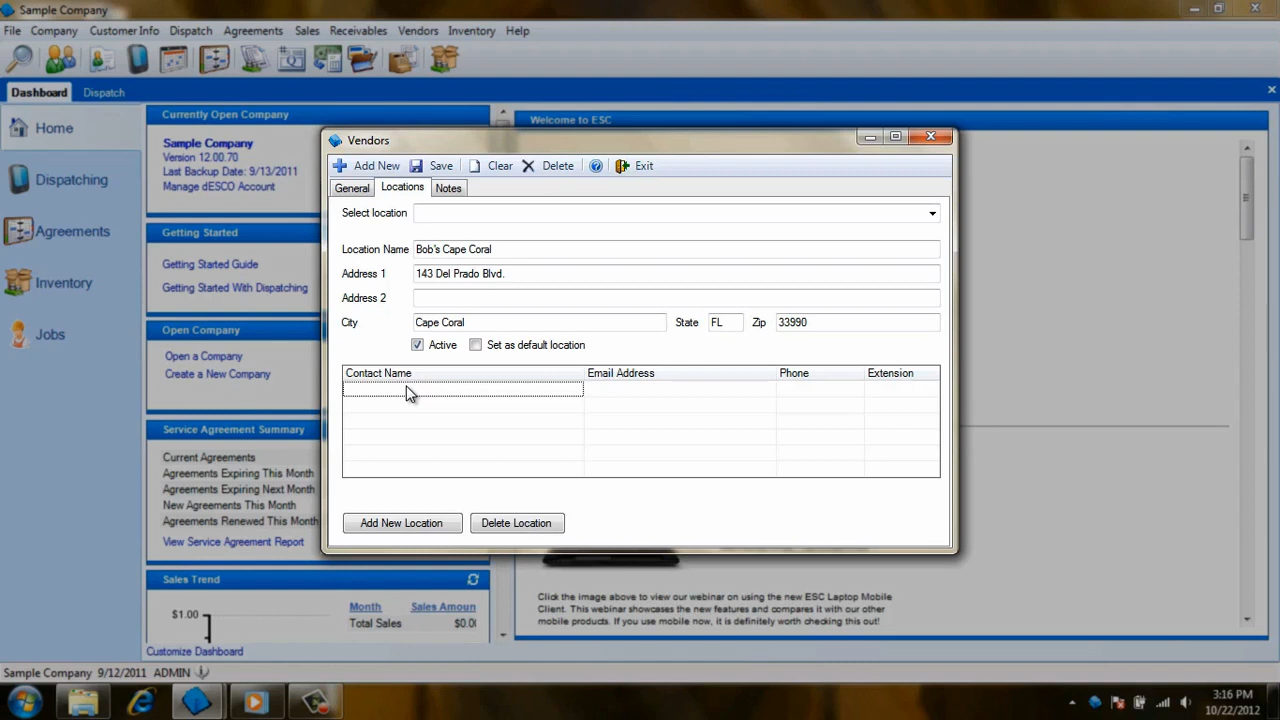 Sample Company
File Company Customer Info Dispatch Agreements Sales Receivables Vendors Inventory Help
Dashboard Dispatch
Home
Dispatching
Agreements
Inventory
Jobs
Currently Open Company
Sample Company
Version 12.00.70
Last Backup Date: 9/13/2011
Manage dESCO Account
Getting Started
Getting Started Guide
Getting Started With Dispatching
Open Company
Open a Company
Create a New Company
Service Agreement Summary
Current Agreements
Agreements Expiring This Month
Agreements Expiring Next Month
New Agreements This Month
Agreements Renewed This Month
View Service Agreement Report
Sales Trend
$1.00
Month Sales Amoun
Total Sales $0.0
Customize Dashboard
Welcome to ESC
Vendors
Add New Save Clear Delete Exit
General Locations Notes
Select location
Location Name Bob's Cape Coral
Address 1 143 Del Prado Blvd.
Address 2
City Cape Coral State FL Zip 33990
Active Set as default location
Contact Name Email Address Phone Extension
Add New Location Delete Location
Click the image above to view our webinar on using the new ESC Laptop Mobile
Client. This webinar showcases the new features and compares it with our other
mobile products. If you use mobile now, it is definitely worth checking this out!
Sample Company 9/12/2011 ADMIN
3:16 PM
10/22/2012